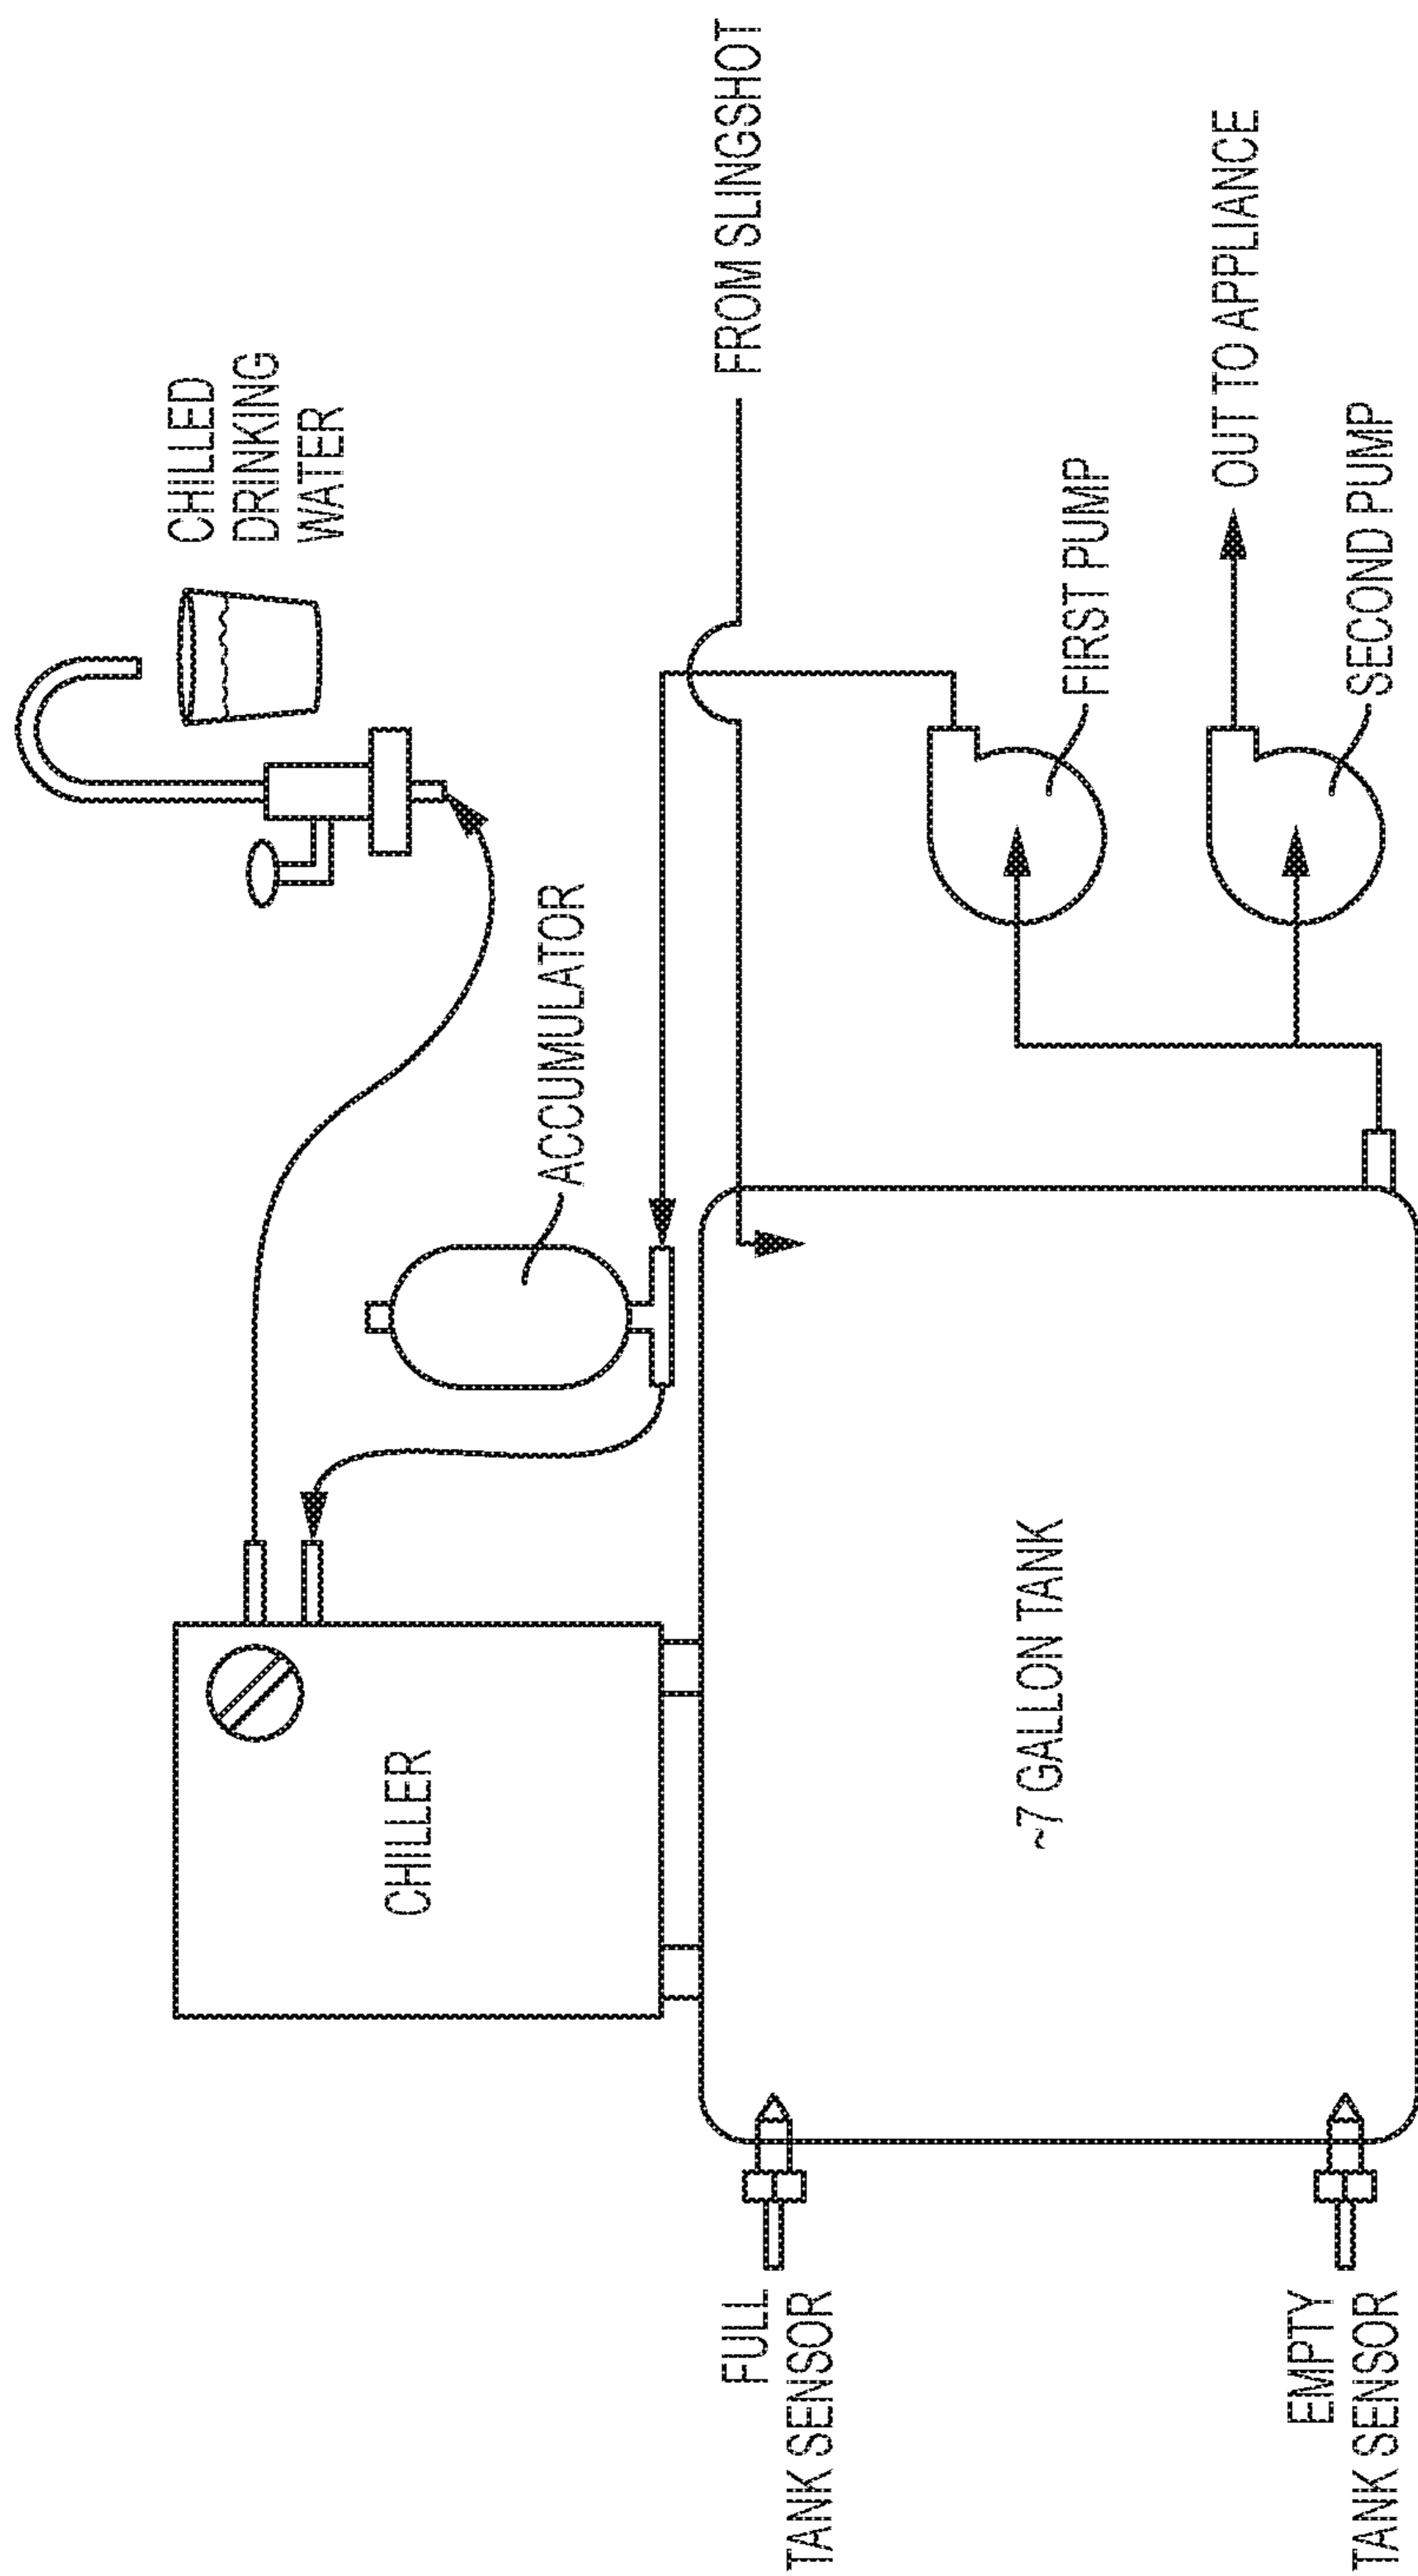 CHILLED
DRINKING
WATER
CHILLER
ACCUMULATOR
FROM SLINGSHOT
FULL
TANK SENSOR
~7 GALLON TANK
FIRST PUMP
OUT TO APPLIANCE
EMPTY
TANK SENSOR
SECOND PUMP